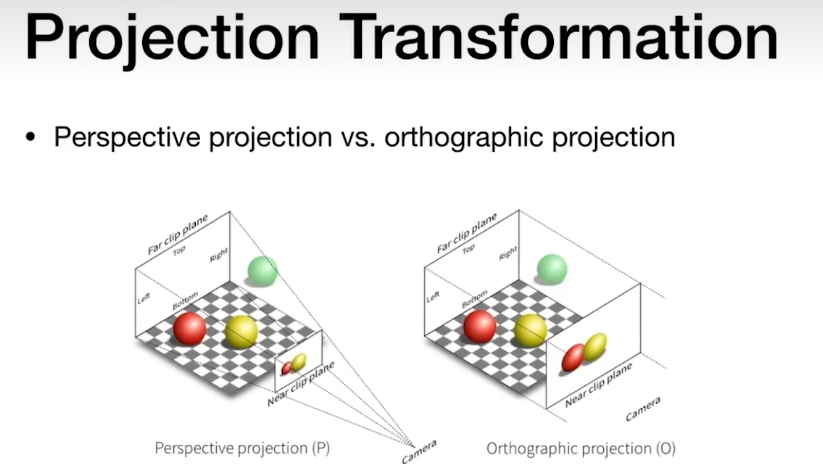 Projection Transformation
• Perspective projection vs. orthographic projection
Far clip plane
Top
Right
Left
Bottom
Near clip plane
Camera
Perspective projection (P)
Far clip plane
Top
Right
Left
Bottom
Near clip plane
Camera
Orthographic projection (O)